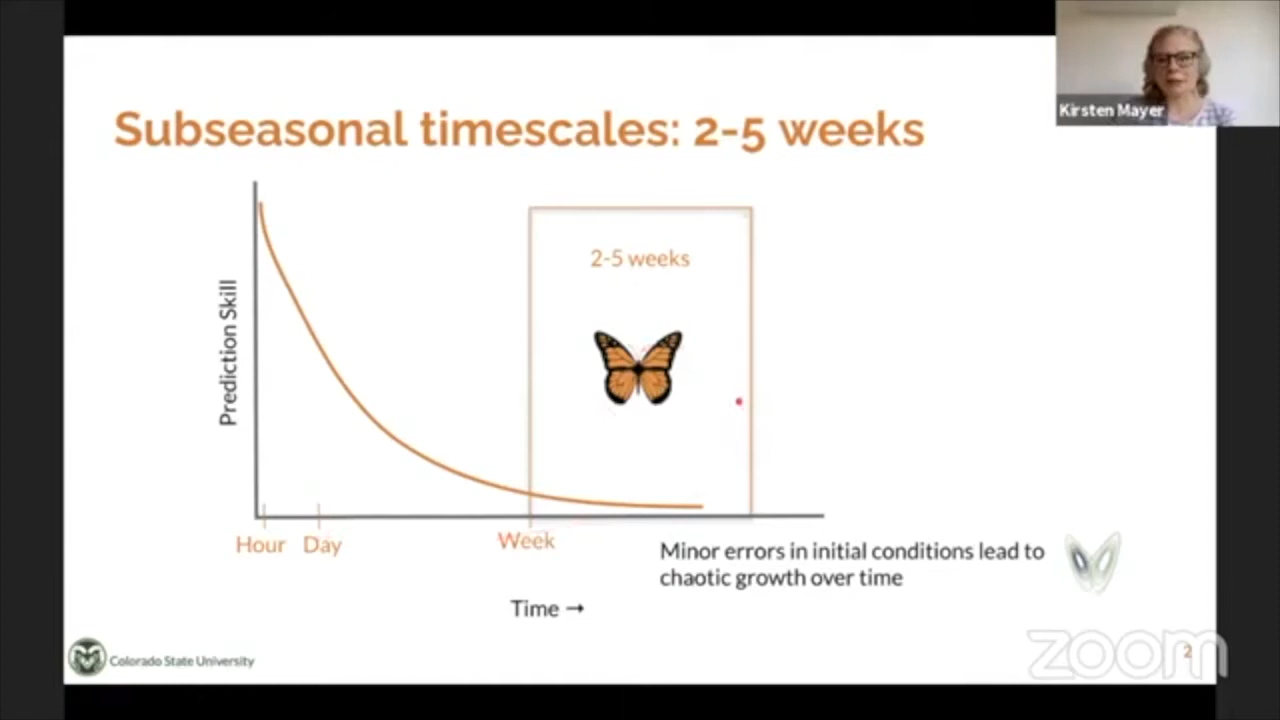 Kirsten Mayer
Subseasonal timescales: 2-5 weeks
2-5 weeks
Prediction Skill
Hour Day Week
Minor errors in initial conditions lead to
chaotic growth over time
Time →
Colorado State University
zoom
2